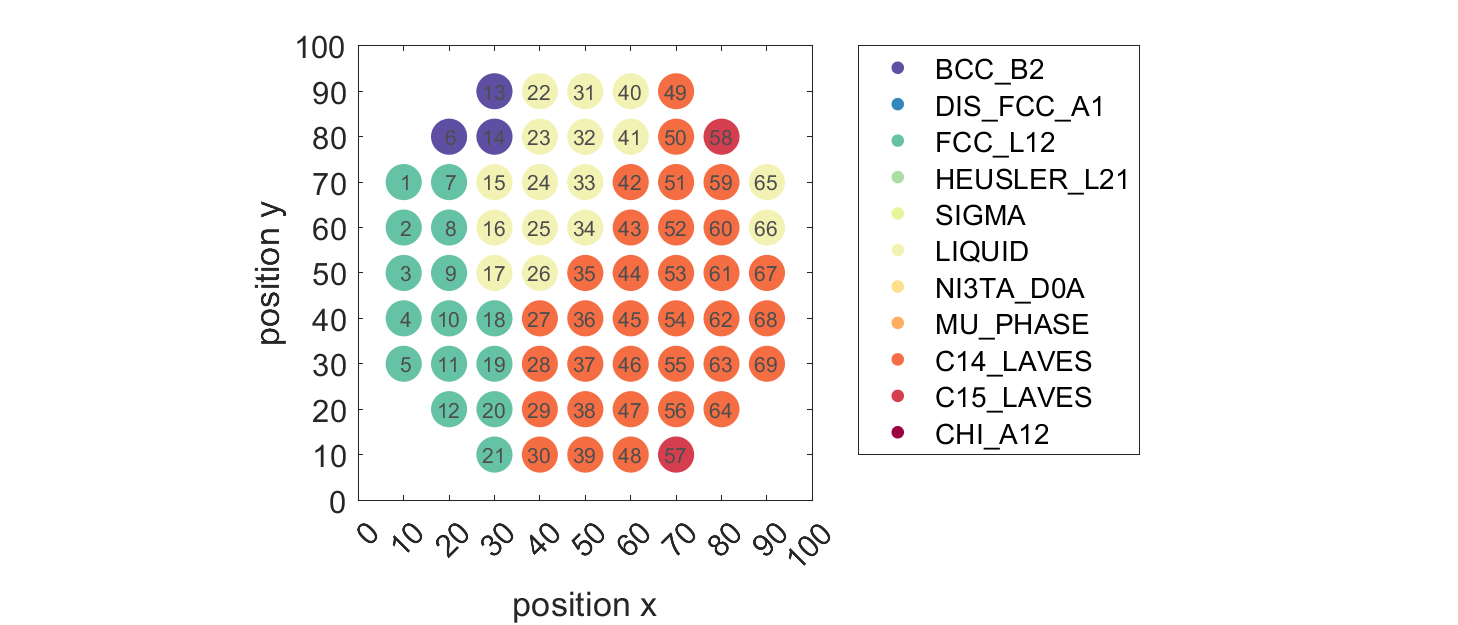 100
90
80
70
60
50
40
30
20
10
0
position y
13 22 31 40 49
6 14 23 32 41 50 58
1 7 15 24 33 42 51 59 65
2 8 16 25 34 43 52 60 66
3 9 17 26 35 44 53 61 67
4 10 18 27 36 45 54 62 68
5 11 19 28 37 46 55 63 69
12 20 29 38 47 56 64
21 30 39 48 57
0 10 20 30 40 50 60 70 80 90 100
position x
BCC_B2
DIS_FCC_A1
FCC_L12
HEUSLER_L21
SIGMA
LIQUID
NI3TA_D0A
MU_PHASE
C14_LAVES
C15_LAVES
CHI_A12